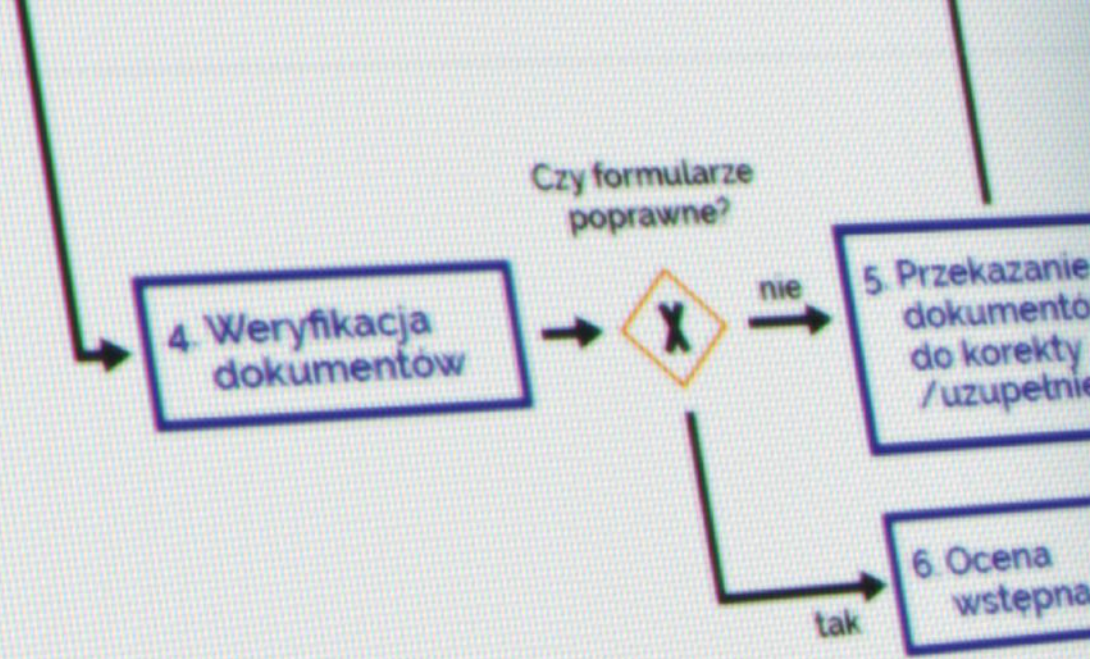 Czy formularze
poprawne?
4. Weryfikacja
dokumentów
X
nie
5. Przekazanie
dokumentó
do korekty
/uzupełnie
6. Ocena
wstępna
tak